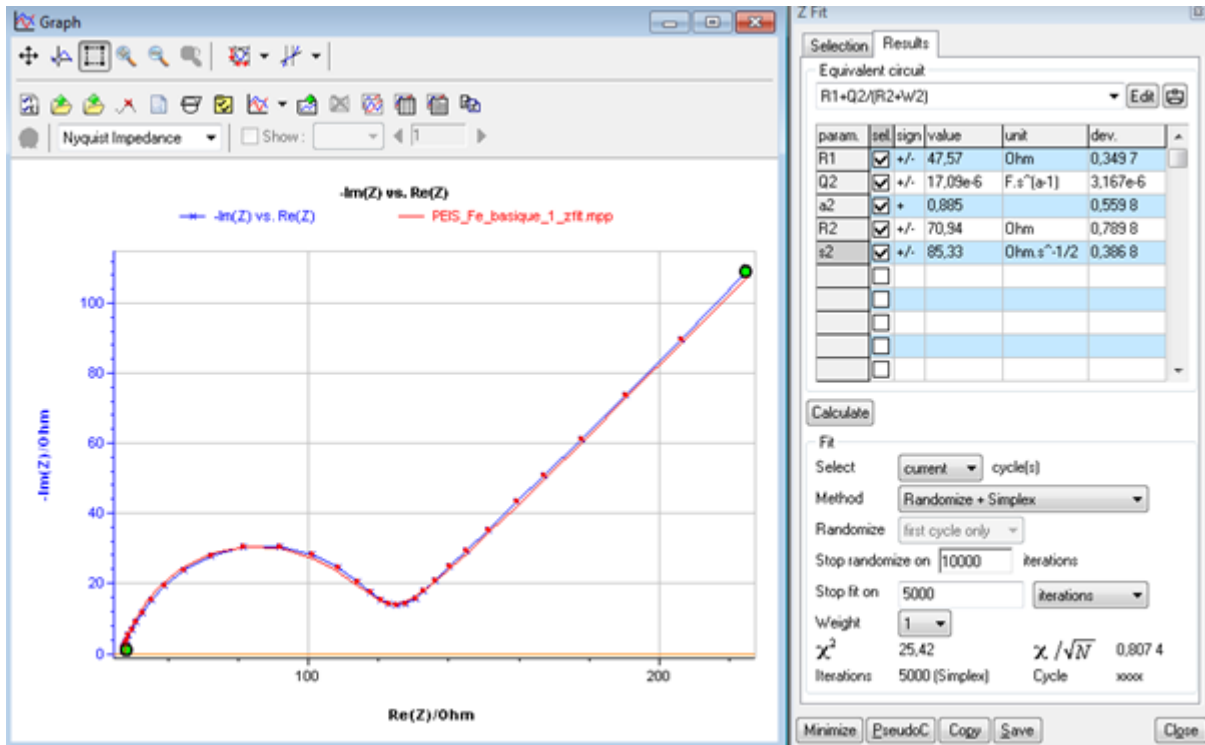 Graph
Nyquist Impedance
Show :
1
-Im(Z) vs. Re(Z)
-Im(Z) vs. Re(Z)
PEIS_Fe_basique_1_zfit.mpp
100
80
60
40
20
0
-Im(Z)/Ohm
100
200
Re(Z)/Ohm
Z Fit
Selection Results
Equivalent circuit
R1+Q2/(R2+W2)
Edit
param. sel. sign value unit dev.
R1 +/- 47,57 Ohm 0,349 7
Q2 +/- 17,09e-6 F.s^(a-1) 3,167e-6
a2 + 0,885 0,559 8
R2 +/- 70,94 Ohm 0,789 8
s2 +/- 85,33 Ohm.s^-1/2 0,386 8
Calculate
Fit
Select current cycle(s)
Method Randomize + Simplex
Randomize first cycle only
Stop randomize on 10000 iterations
Stop fit on 5000 iterations
Weight 1
χ² 25,42 χ/√N 0,807 4
Iterations 5000 (Simplex) Cycle xxxx
Minimize PseudoC Copy Save Close